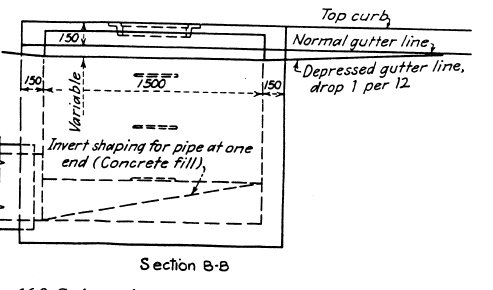 Top curb
150
Normal gutter line
Depressed gutter line,
drop 1 per 12
150
1500
150
Variable
Invert shaping for pipe at one
end (Concrete fill)
Section B-B